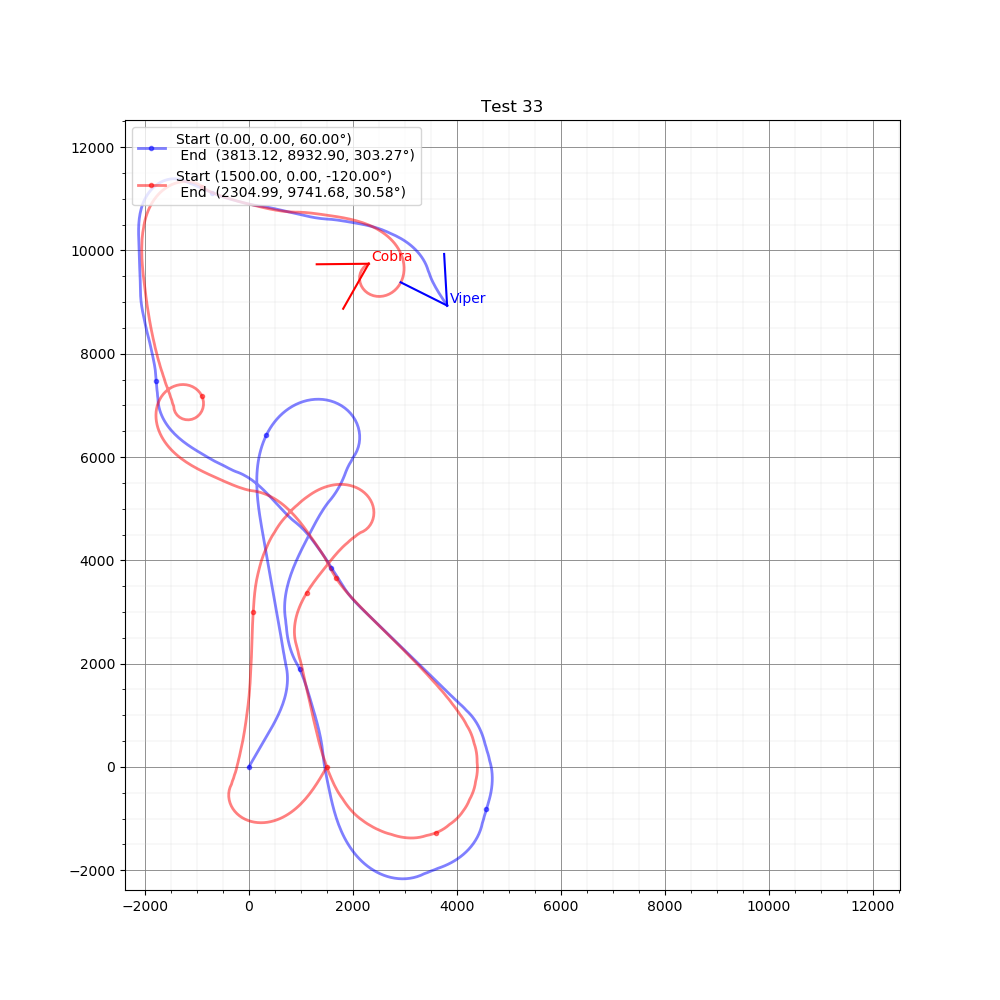 Test 33
Start (0.00, 0.00, 60.00°)
End (3813.12, 8932.90, 303.27°)
Start (1500.00, 0.00, -120.00°)
End (2304.99, 9741.68, 30.58°)
12000
10000
8000
6000
4000
2000
0
−2000
Cobra
Viper
−2000 0 2000 4000 6000 8000 10000 12000